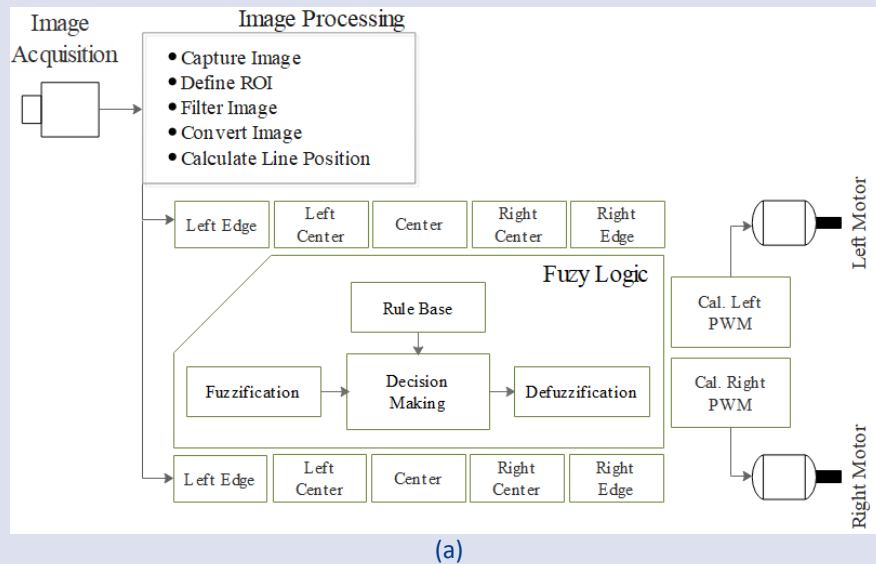 Image
Acquisition
Image Processing
• Capture Image
• Define ROI
• Filter Image
• Convert Image
• Calculate Line Position
Left Edge
Left
Center
Center
Right
Center
Right
Edge
Fuzy Logic
Rule Base
Fuzzification
Decision
Making
Defuzzification
Cal. Left
PWM
Cal. Right
PWM
Left Motor
Right Motor
Left Edge
Left
Center
Center
Right
Center
Right
Edge
(a)